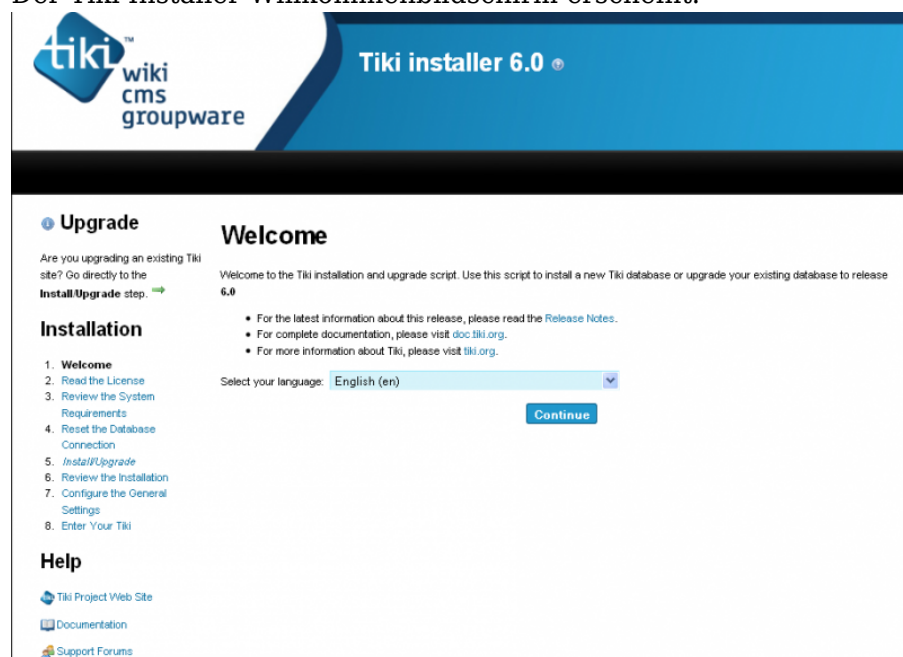 Der Tiki Installer Willkommenbildschirm erscheint.
tiki™
wiki
cms
groupware
Tiki installer 6.0
Upgrade
Are you upgrading an existing Tiki
site? Go directly to the
Install/Upgrade step.
Installation
1. Welcome
2. Read the License
3. Review the System
Requirements
4. Reset the Database
Connection
5. Install/Upgrade
6. Review the Installation
7. Configure the General
Settings
8. Enter Your Tiki
Help
Tiki Project Web Site
Documentation
Support Forums
Welcome
Welcome to the Tiki installation and upgrade script. Use this script to install a new Tiki database or upgrade your existing database to release
6.0
• For the latest information about this release, please read the Release Notes.
• For complete documentation, please visit doc.tiki.org.
• For more information about Tiki, please visit tiki.org.
Select your language: English (en)
Continue